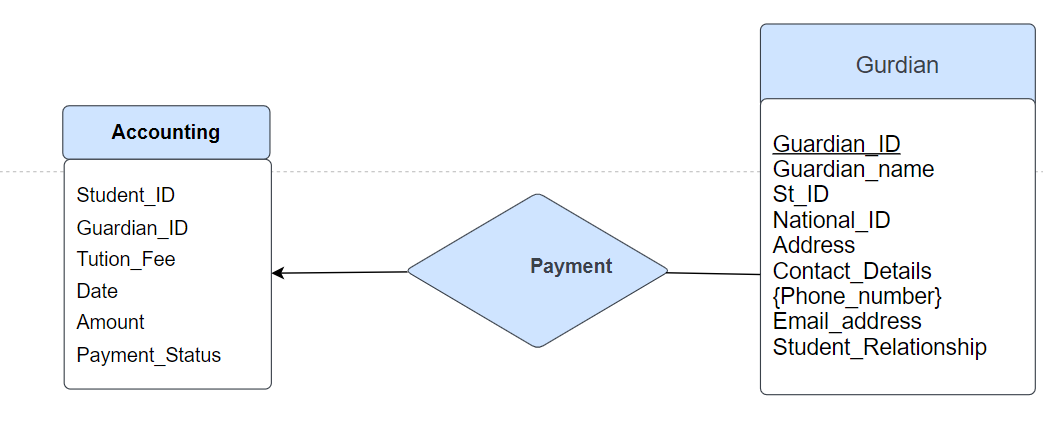 Accounting
Student_ID
Guardian_ID
Tution_Fee
Date
Amount
Payment_Status
Payment
Gurdian
Guardian_ID
Guardian_name
St_ID
National_ID
Address
Contact_Details
{Phone_number}
Email_address
Student_Relationship